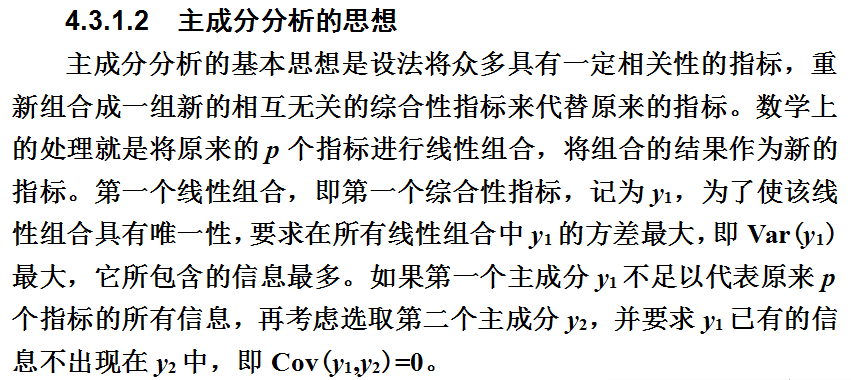 4.3.1.2 主成分分析的思想
主成分分析的基本思想是设法将众多具有一定相关性的指标，重
新组合成一组新的相互无关的综合性指标来代替原来的指标。数学上
的处理就是将原来的 p 个指标进行线性组合，将组合的结果作为新的
指标。第一个线性组合，即第一个综合性指标，记为 y₁，为了使该线
性组合具有唯一性，要求在所有线性组合中 y₁ 的方差最大，即 Var(y₁)
最大，它所包含的信息最多。如果第一个主成分 y₁ 不足以代表原来 p
个指标的所有信息，再考虑选取第二个主成分 y₂，并要求 y₁ 已有的信
息不出现在 y₂ 中，即 Cov(y₁,y₂)=0。